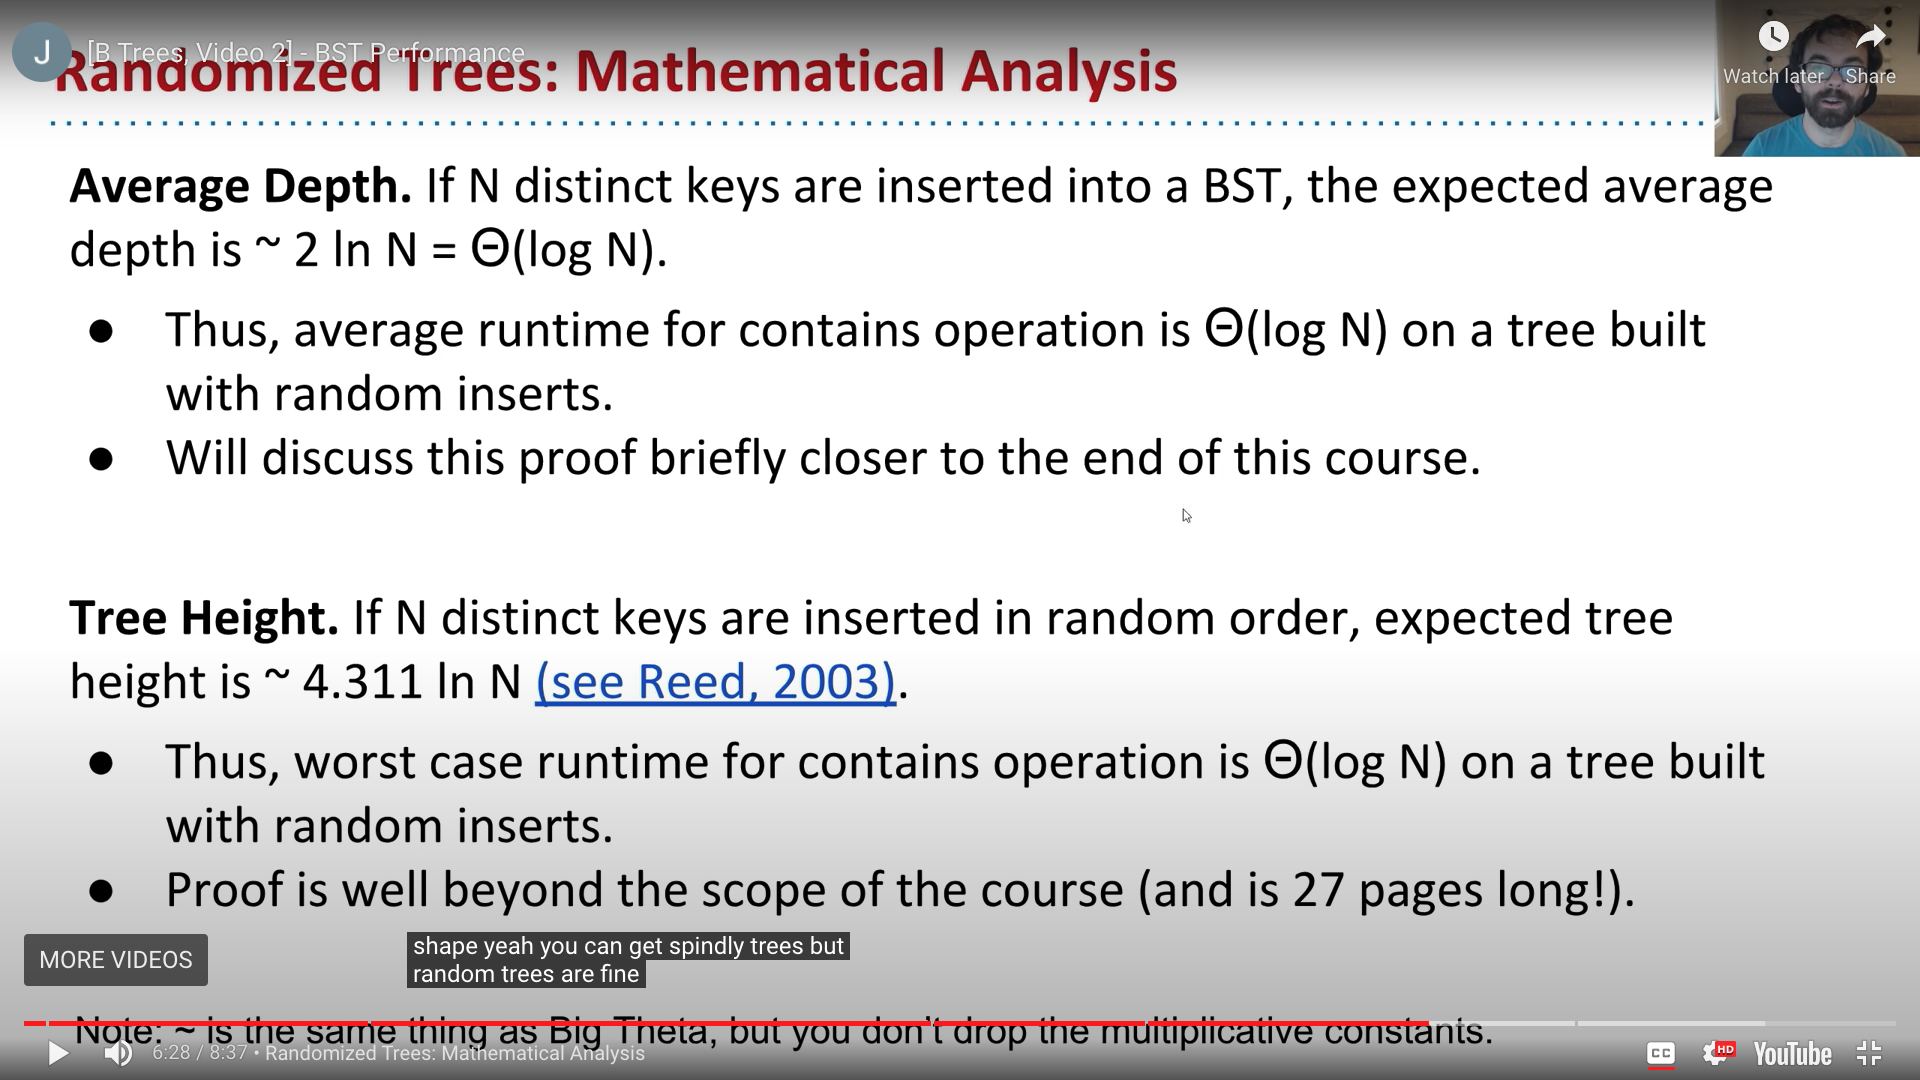 J
[B Trees, Video 2] - BST Performance
Randomized Trees: Mathematical Analysis
Watch later
Share
Average Depth. If N distinct keys are inserted into a BST, the expected average
depth is ~ 2 ln N = Θ(log N).
● Thus, average runtime for contains operation is Θ(log N) on a tree built
with random inserts.
● Will discuss this proof briefly closer to the end of this course.
Tree Height. If N distinct keys are inserted in random order, expected tree
height is ~ 4.311 ln N (see Reed, 2003).
● Thus, worst case runtime for contains operation is Θ(log N) on a tree built
with random inserts.
● Proof is well beyond the scope of the course (and is 27 pages long!).
MORE VIDEOS
shape yeah you can get spindly trees but
random trees are fine
Note: ~ is the same thing as Big Theta, but you don't drop the multiplicative constants.
6:28 / 8:37 • Randomized Trees: Mathematical Analysis
CC
HD
YouTube